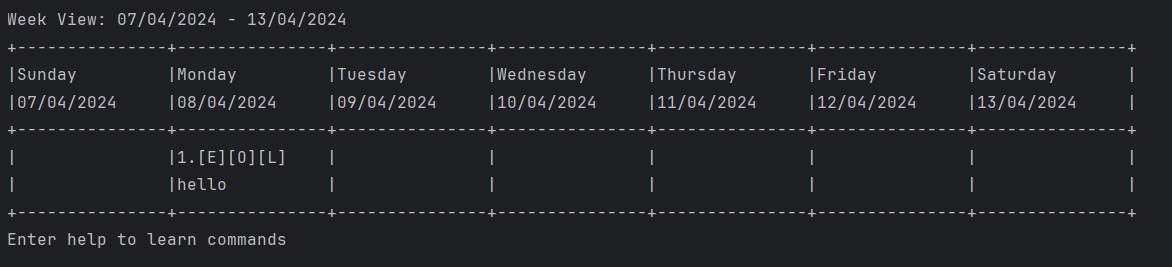 Week View: 07/04/2024 - 13/04/2024
+---------------+---------------+---------------+---------------+---------------+---------------+---------------+
|Sunday         |Monday         |Tuesday        |Wednesday      |Thursday       |Friday         |Saturday       |
|07/04/2024     |08/04/2024     |09/04/2024     |10/04/2024     |11/04/2024     |12/04/2024     |13/04/2024     |
+---------------+---------------+---------------+---------------+---------------+---------------+---------------+
|               |1.[E][O][L]    |               |               |               |               |               |
|               |hello          |               |               |               |               |               |
+---------------+---------------+---------------+---------------+---------------+---------------+---------------+
Enter help to learn commands